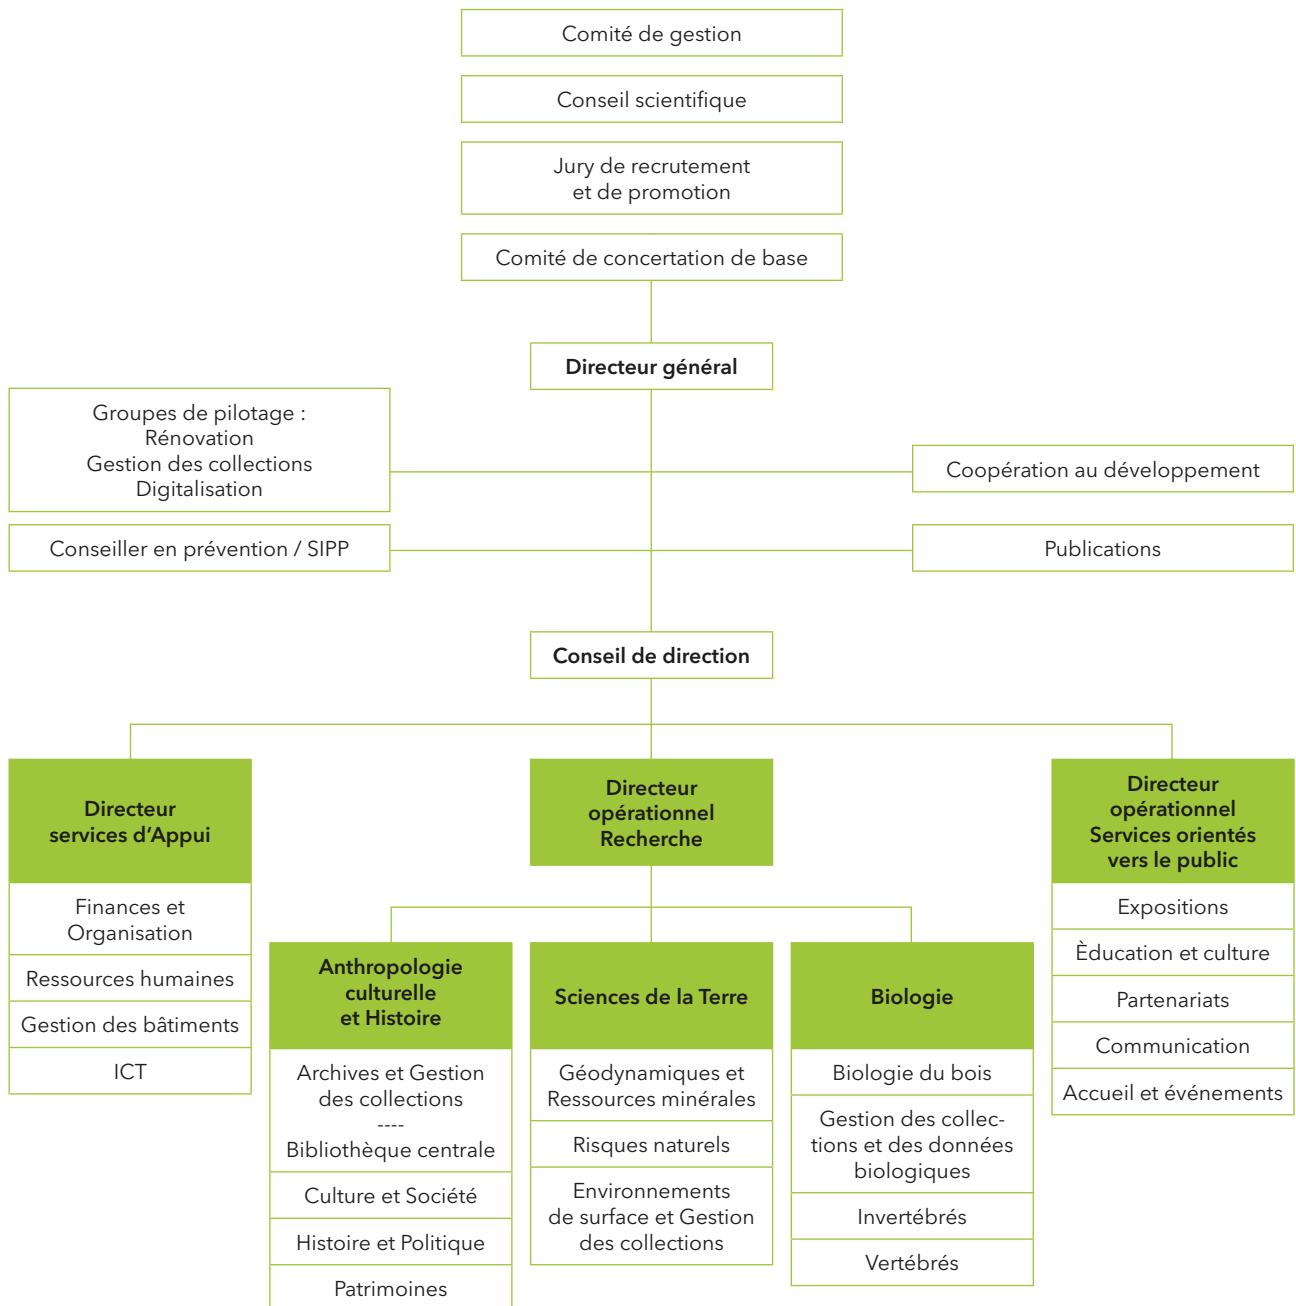 Comité de gestion
Conseil scientifique
Jury de recrutement
et de promotion
Comité de concertation de base
Directeur général
Groupes de pilotage :
Rénovation
Gestion des collections
Digitalisation
Coopération au développement
Conseiller en prévention / SIPP
Publications
Conseil de direction
Directeur
services d‘Appui
Finances et
Organisation
Ressources humaines
Gestion des bâtiments
ICT
Directeur
opérationnel
Recherche
Anthropologie
culturelle
et Histoire
Archives et Gestion
des collections
----
Bibliothèque centrale
Culture et Société
Histoire et Politique
Patrimoines
Sciences de la Terre
Géodynamiques et
Ressources minérales
Risques naturels
Environnements
de surface et Gestion
des collections
Biologie
Biologie du bois
Gestion des collec-
tions et des données
biologiques
Invertébrés
Vertébrés
Directeur
opérationnel
Services orientés
vers le public
Expositions
Èducation et culture
Partenariats
Communication
Accueil et événements